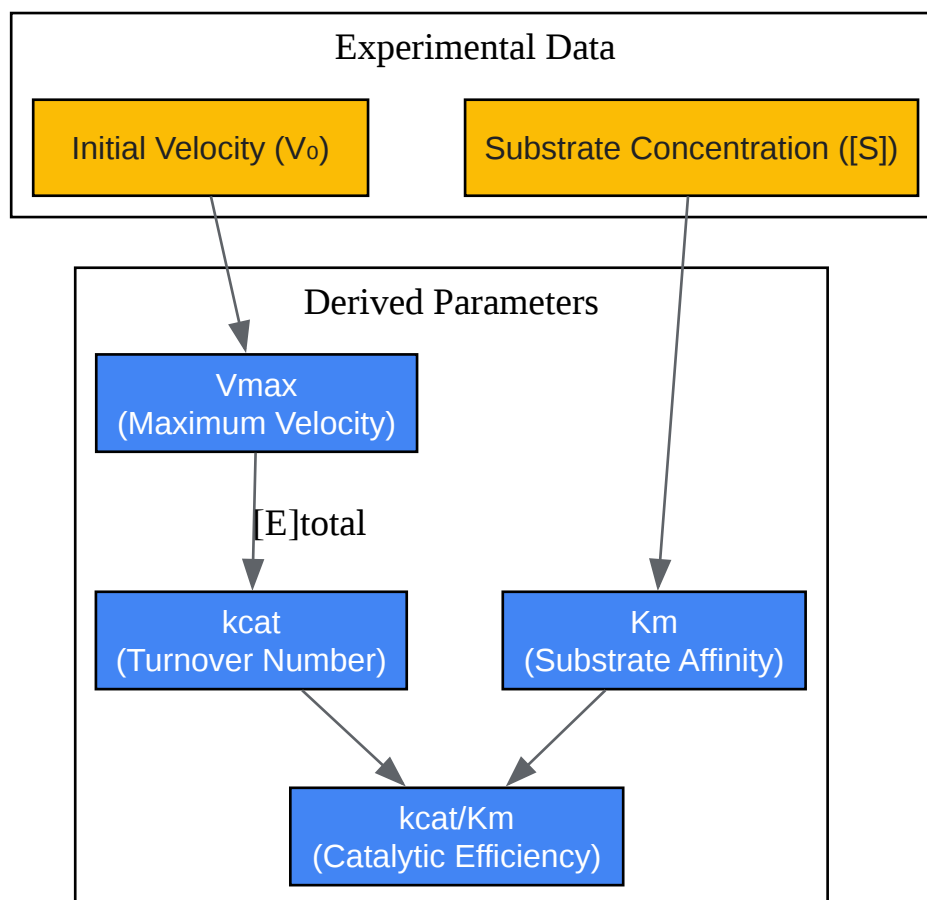 Experimental Data
Initial Velocity (V₀)
Substrate Concentration ([S])
Derived Parameters
Vmax
(Maximum Velocity)
[E]total
kcat
(Turnover Number)
Km
(Substrate Affinity)
kcat/Km
(Catalytic Efficiency)